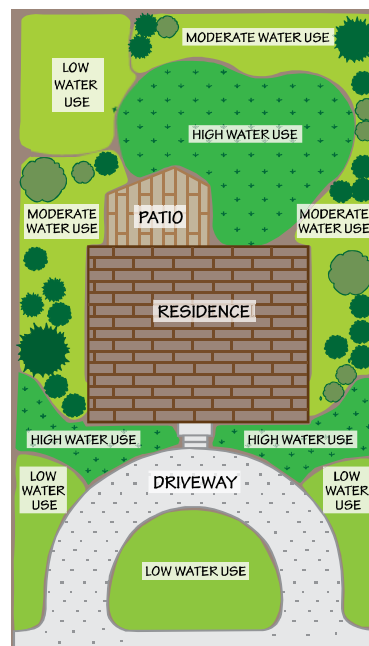 MODERATE WATER USE
LOW
WATER
USE
HIGH WATER USE
MODERATE
WATER USE
PATIO
MODERATE
WATER USE
RESIDENCE
HIGH WATER USE
HIGH WATER USE
LOW
WATER
USE
DRIVEWAY
LOW
WATER
USE
LOW WATER USE